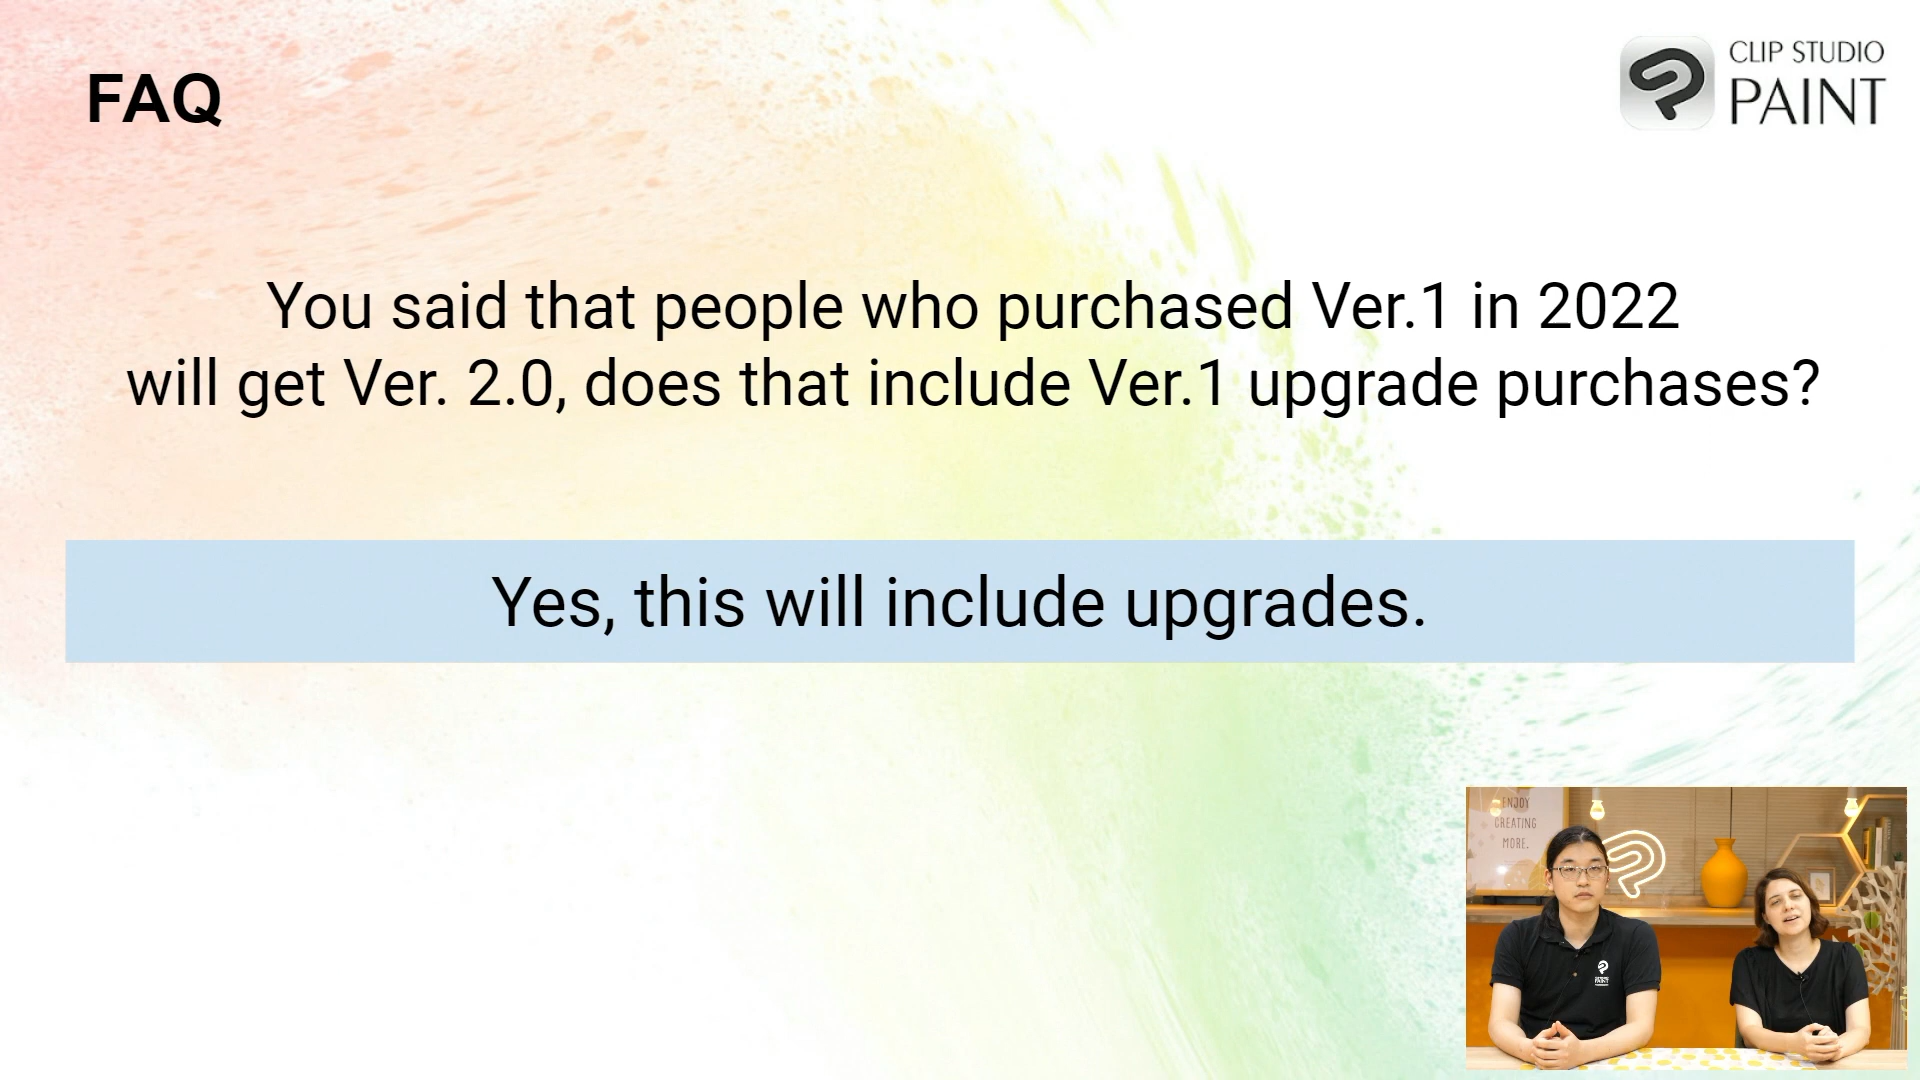 FAQ
CLIP STUDIO
PAINT
You said that people who purchased Ver.1 in 2022
will get Ver. 2.0, does that include Ver.1 upgrade purchases?
Yes, this will include upgrades.
ENJOY
CREATING
MORE.